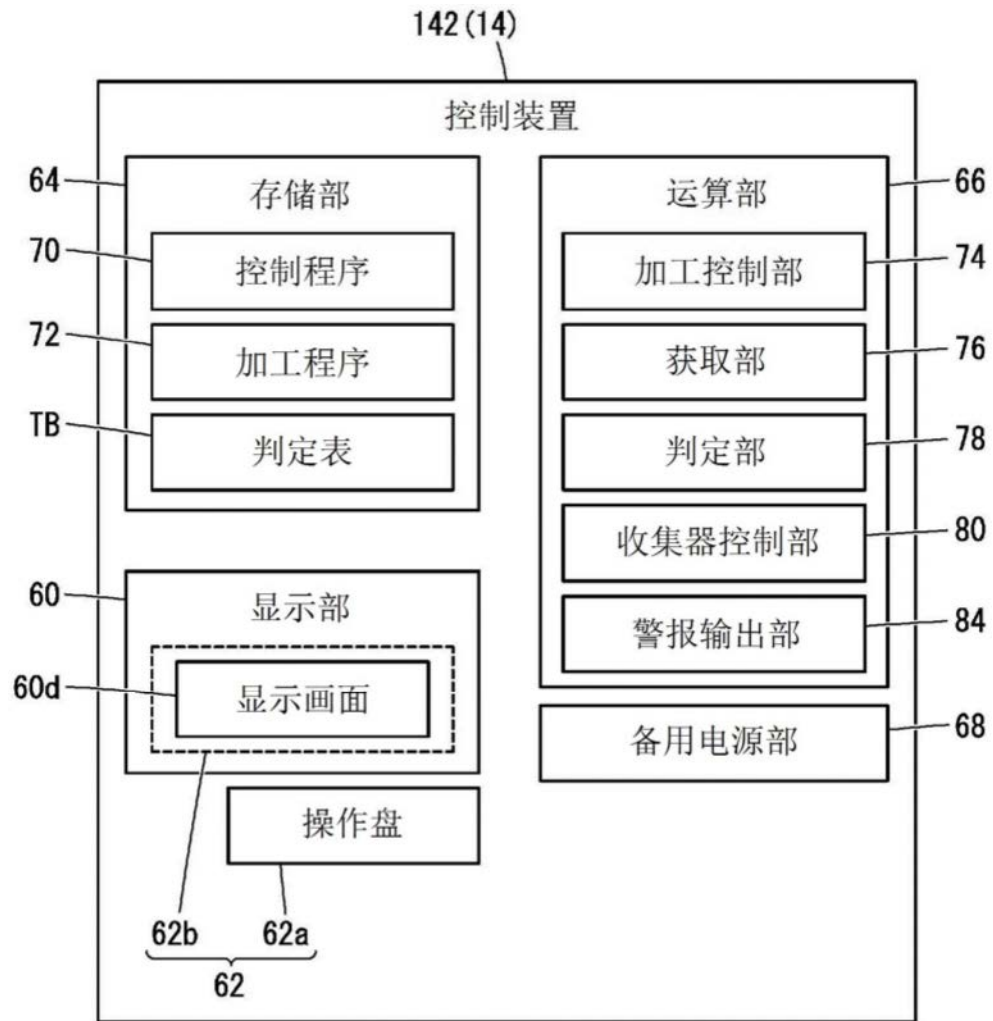 142(14)
控制装置
64
存储部
70
控制程序
72
加工程序
TB
判定表
60
显示部
60d
显示画面
操作盘
62b
62a
62
运算部
66
加工控制部
74
获取部
76
判定部
78
收集器控制部
80
警报输出部
84
备用电源部
68